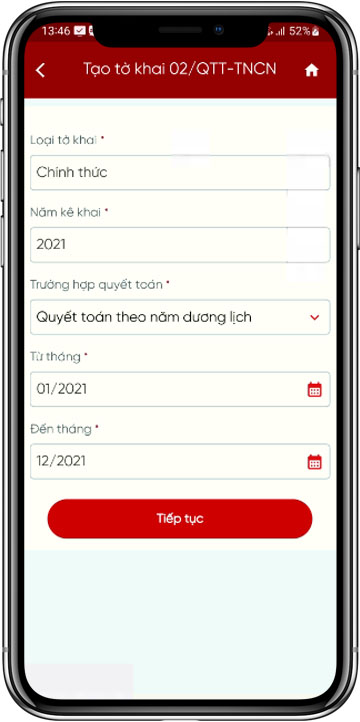 13:46
52%
Tạo tờ khai 02/QTT-TNCN
Loại tờ khai *
Chính thức
Năm kê khai *
2021
Trường hợp quyết toán *
Quyết toán theo năm dương lịch
Từ tháng *
01/2021
Đến tháng *
12/2021
Tiếp tục